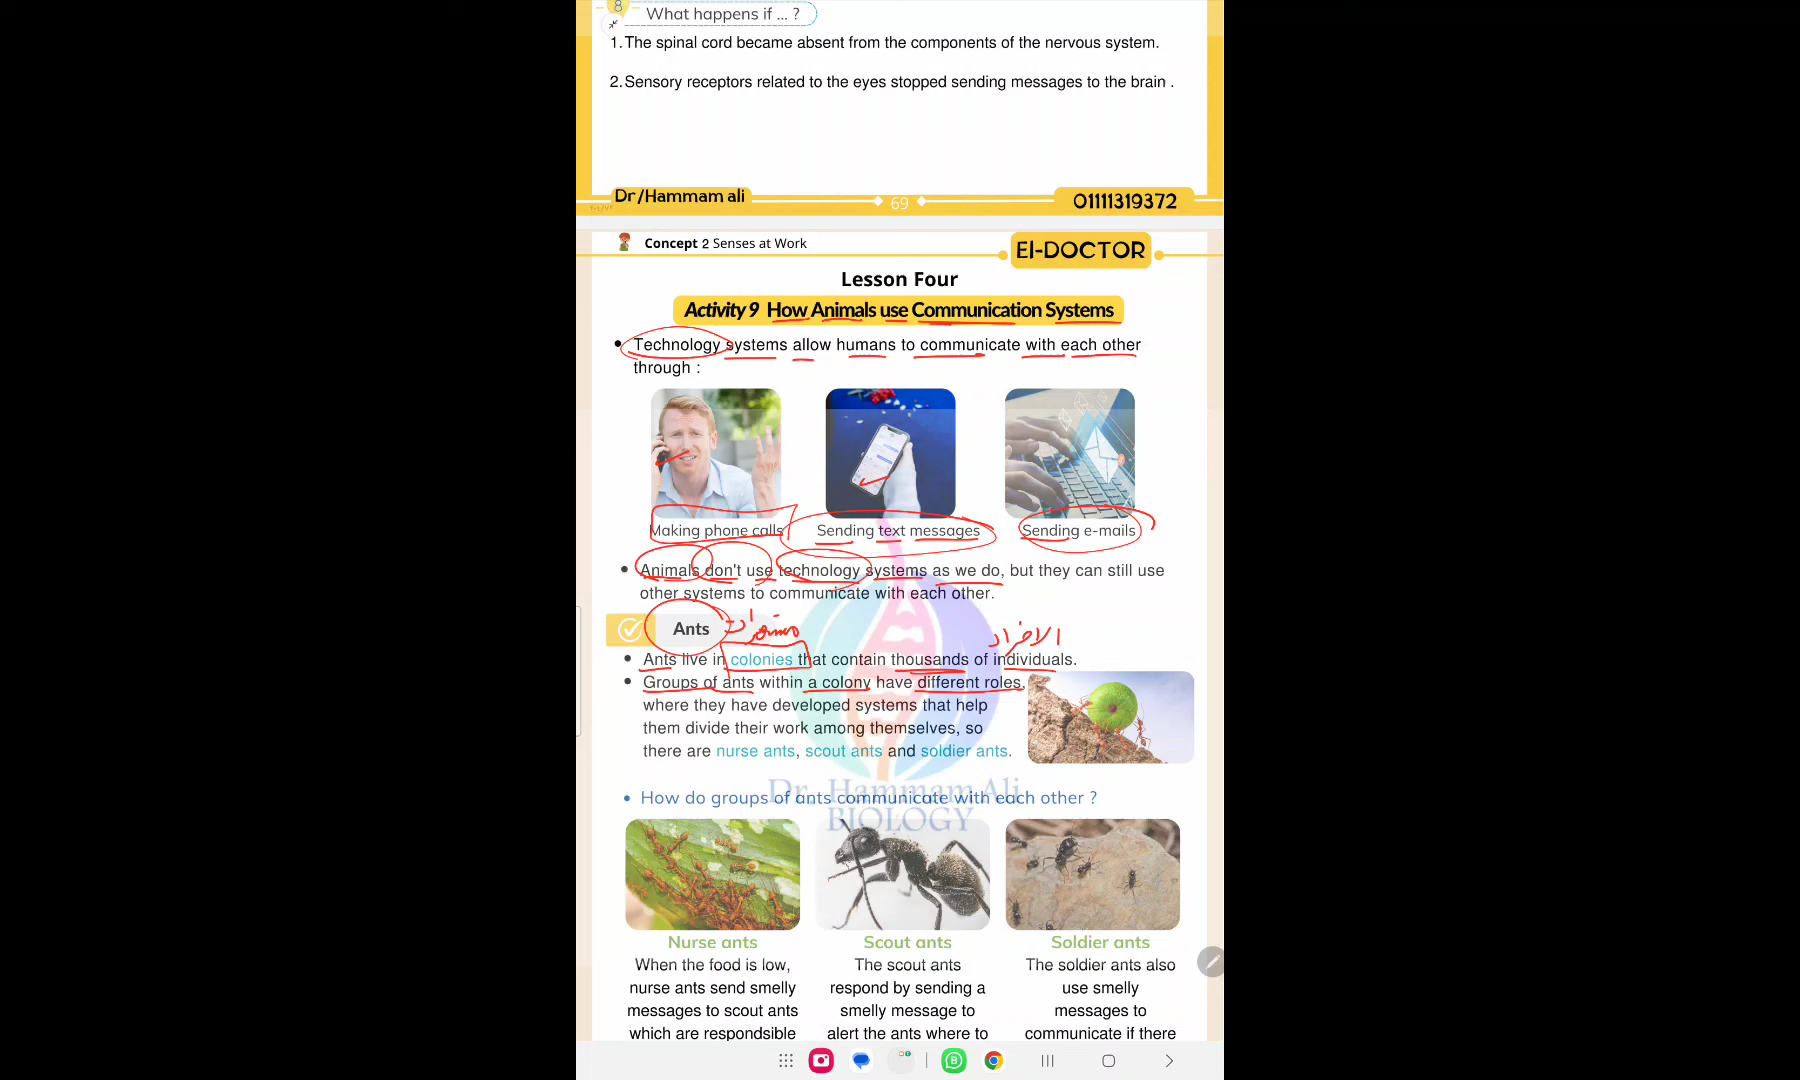 8
What happens if ... ?
1. The spinal cord became absent from the components of the nervous system.
2. Sensory receptors related to the eyes stopped sending messages to the brain .
Dr/Hammam ali
69
01111319372
Concept 2 Senses at Work
El-DOCTOR
Lesson Four
Activity 9 How Animals use Communication Systems
• Technology systems allow humans to communicate with each other
through :
Making phone calls
Sending text messages
Sending e-mails
• Animals don't use technology systems as we do, but they can still use
other systems to communicate with each other.
Ants
الافراد
• Ants live in colonies that contain thousands of individuals.
• Groups of ants within a colony have different roles,
where they have developed systems that help
them divide their work among themselves, so
there are nurse ants, scout ants and soldier ants.
Dr. Hammam Ali
BIOLOGY
• How do groups of ants communicate with each other ?
Nurse ants
When the food is low,
nurse ants send smelly
messages to scout ants
which are respondsible
Scout ants
The scout ants
respond by sending a
smelly message to
alert the ants where to
Soldier ants
The soldier ants also
use smelly
messages to
communicate if there